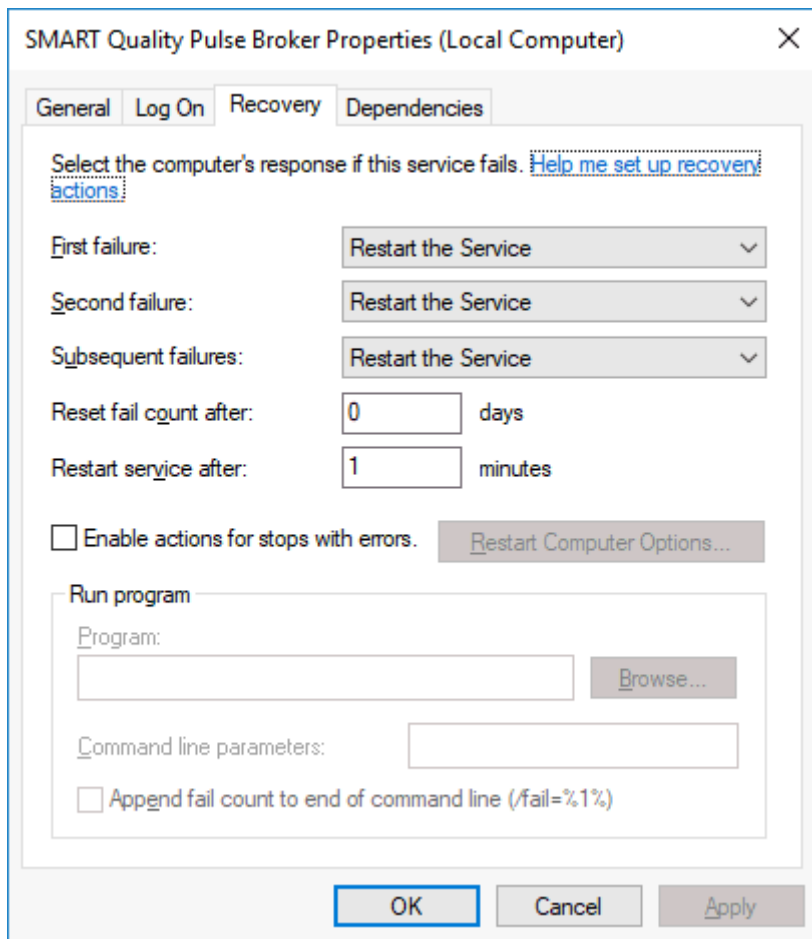 SMART Quality Pulse Broker Properties (Local Computer)
General Log On Recovery Dependencies
Select the computer's response if this service fails. Help me set up recovery
actions.
First failure: Restart the Service
Second failure: Restart the Service
Subsequent failures: Restart the Service
Reset fail count after: 0 days
Restart service after: 1 minutes
Enable actions for stops with errors. Restart Computer Options...
Run program
Program:
Browse...
Command line parameters:
Append fail count to end of command line (/fail=%1%)
OK Cancel Apply